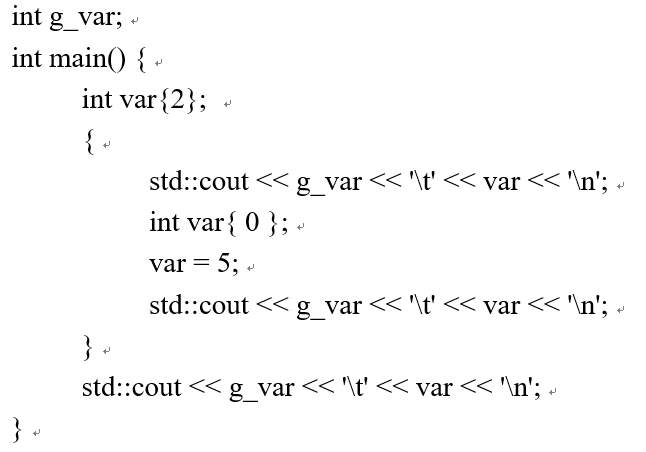 int g_var;
int main() {
int var{2};
{
std::cout << g_var << '\t' << var << '\n';
int var{ 0 };
var = 5;
std::cout << g_var << '\t' << var << '\n';
}
std::cout << g_var << '\t' << var << '\n';
}